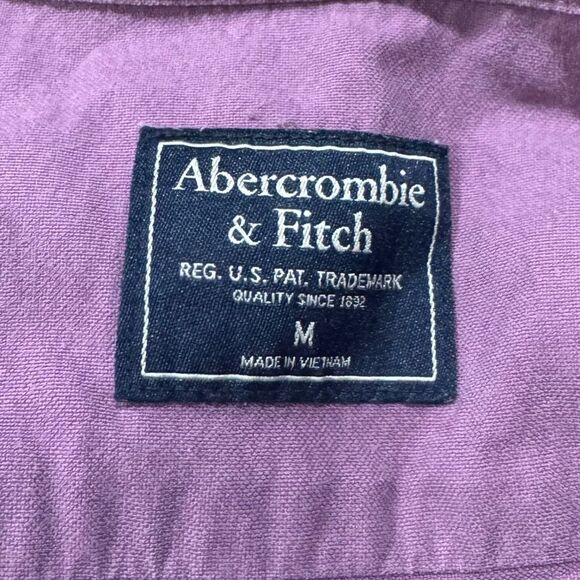 Abercrombie
& Fitch
REG. U.S. PAT. TRADEMARK
QUALITY SINCE 1892
M
MADE IN VIETNAM